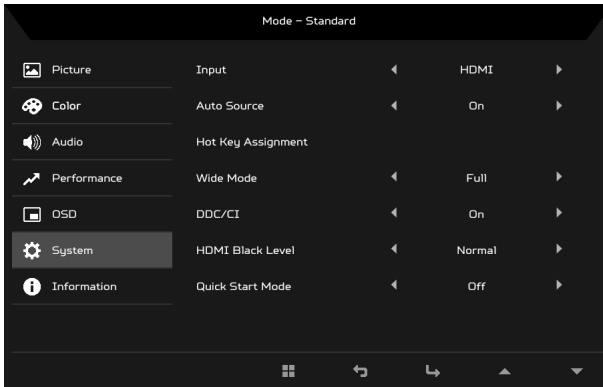 Mode – Standard
Picture
Input HDMI
Color
Auto Source On
Audio
Hot Key Assignment
Performance
Wide Mode Full
OSD
DDC/CI On
System
HDMI Black Level Normal
Information
Quick Start Mode Off